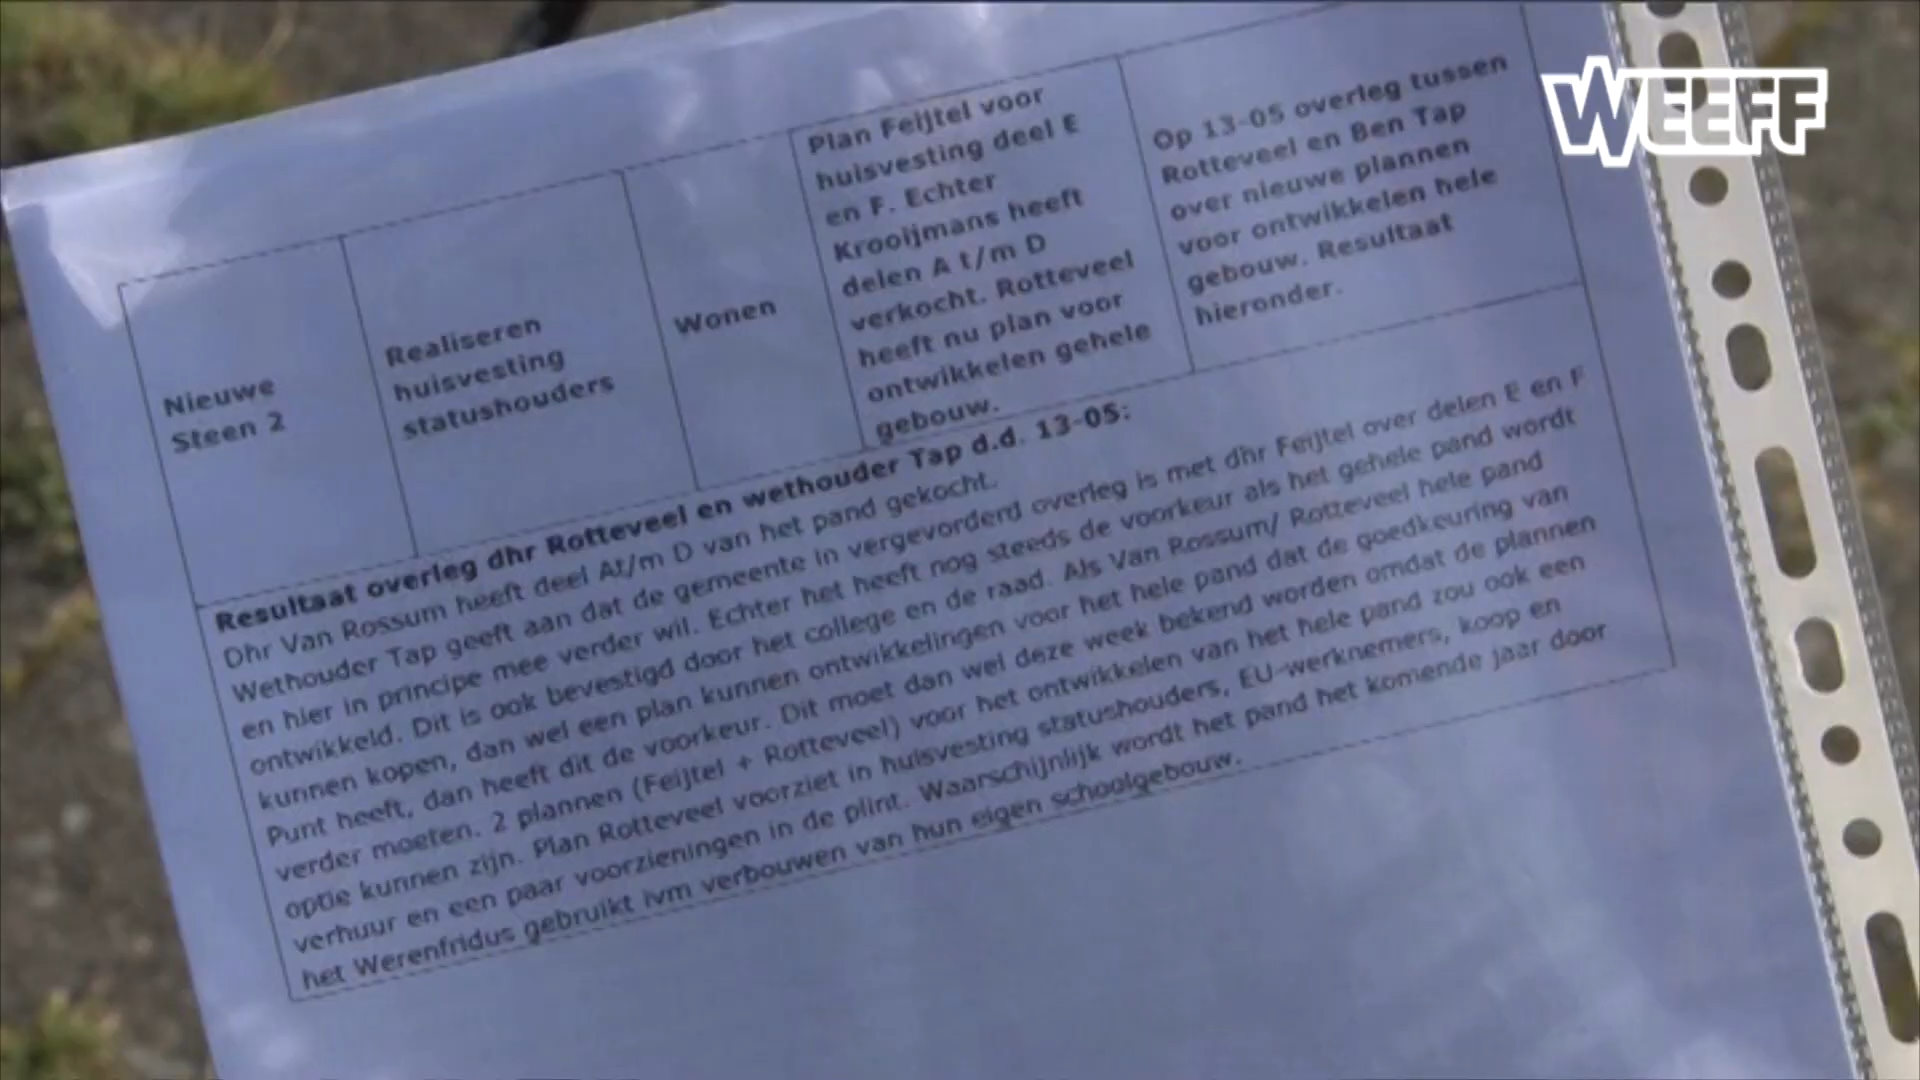 WEEFF
Nieuwe
Steen 2
Realiseren
huisvesting
statushouders
Wonen
Plan Feijtel voor
huisvesting deel E
en F. Echter
Krooijmans heeft
delen A t/m D
verkocht. Rotteveel
heeft nu plan voor
ontwikkelen gehele
gebouw.
Op 13-05 overleg tussen
Rotteveel en Ben Tap
over nieuwe plannen
voor ontwikkelen hele
gebouw. Resultaat
hieronder.
Resultaat overleg dhr Rotteveel en wethouder Tap d.d. 13-05:
Dhr Van Rossum heeft deel At/m D van het pand gekocht.
Wethouder Tap geeft aan dat de gemeente in vergevorderd overleg is met dhr Feijtel over delen E en F
en hier in principe mee verder wil. Echter het heeft nog steeds de voorkeur als het gehele pand wordt
ontwikkeld. Dit is ook bevestigd door het college en de raad. Als Van Rossum/ Rotteveel hele pand
kunnen kopen, dan wel een plan kunnen ontwikkelingen voor het hele pand dat de goedkeuring van
Punt heeft, dan heeft dit de voorkeur. Dit moet dan wel deze week bekend worden omdat de plannen
verder moeten. 2 plannen (Feijtel + Rotteveel) voor het ontwikkelen van het hele pand zou ook een
optie kunnen zijn. Plan Rotteveel voorziet in huisvesting statushouders, EU-werknemers, koop en
verhuur en een paar voorzieningen in de plint. Waarschijnlijk wordt het pand het komende jaar door
het Werenfridus gebruikt ivm verbouwen van hun eigen schoolgebouw.